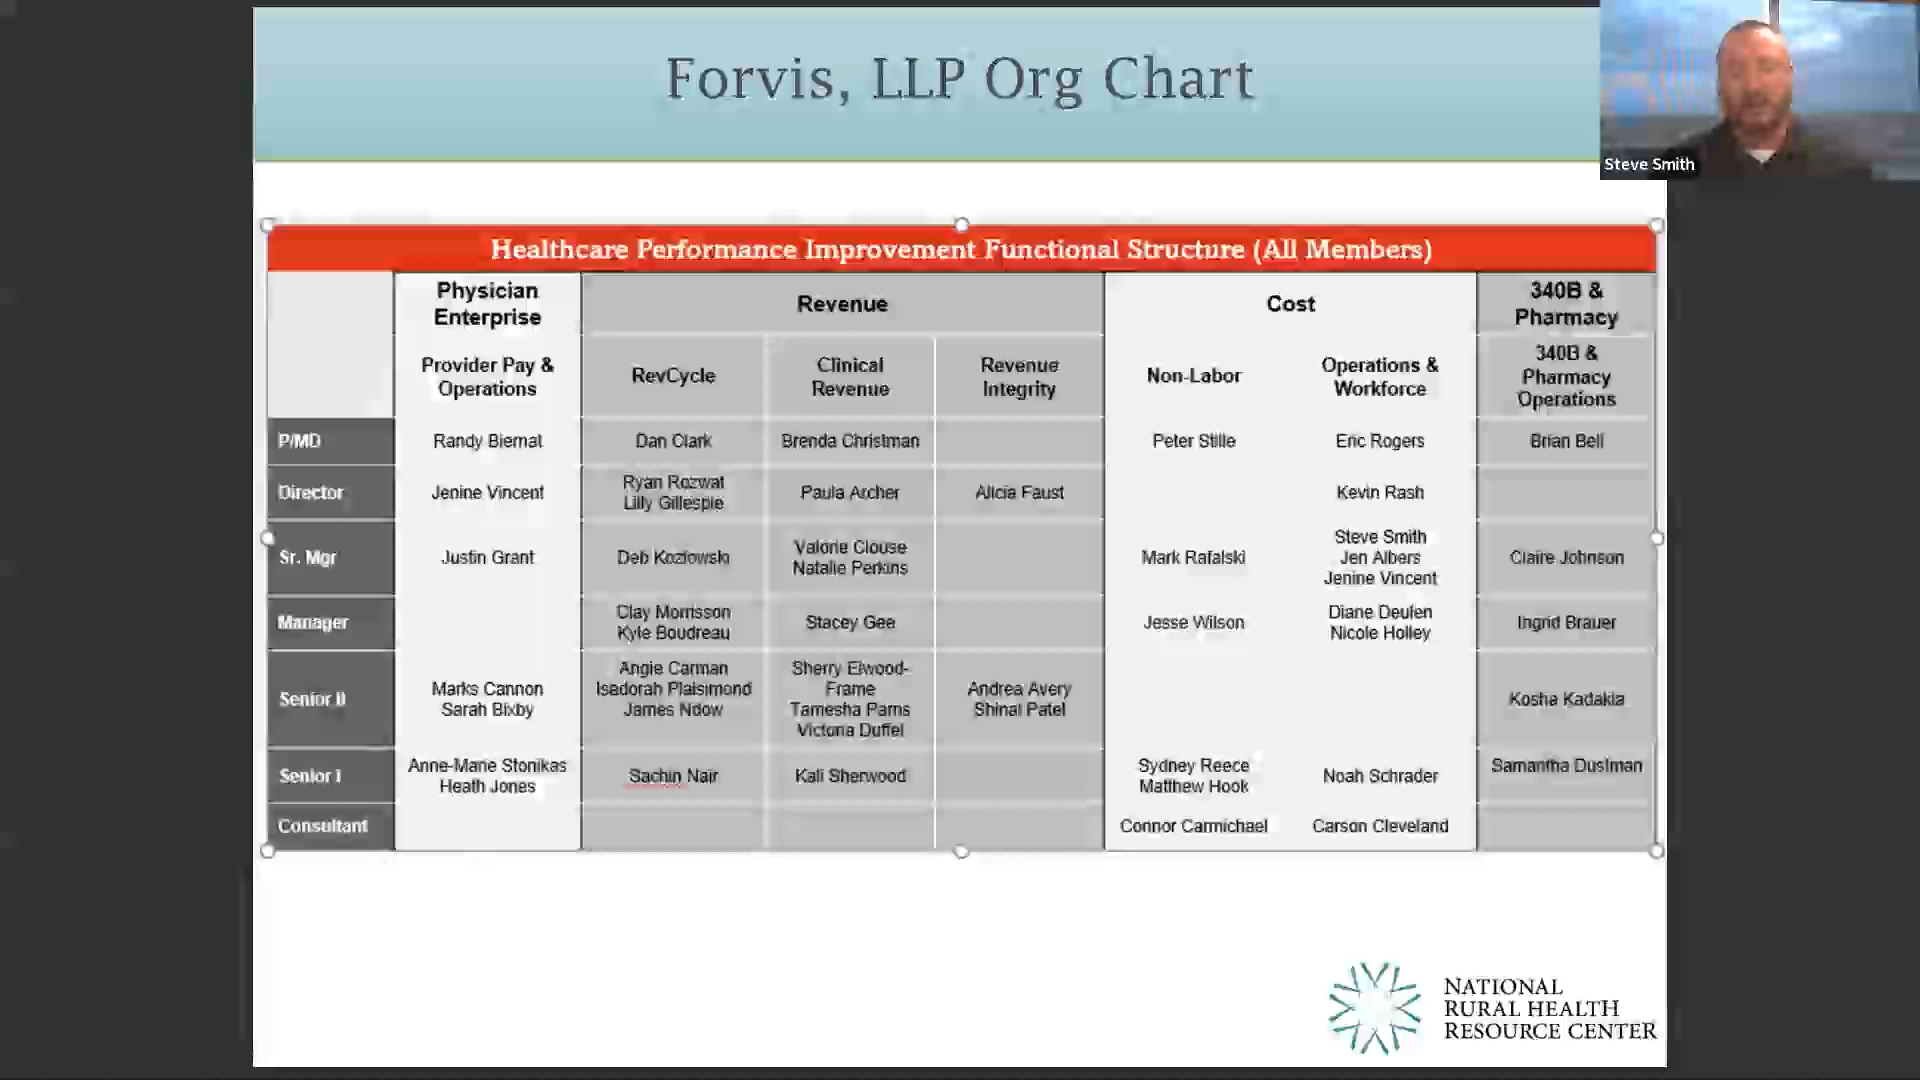 Forvis, LLP Org Chart
Steve Smith
Healthcare Performance Improvement Functional Structure (All Members)
Physician
Enterprise
Revenue
Cost
340B &
Pharmacy
Provider Pay &
Operations
RevCycle
Clinical
Revenue
Revenue
Integrity
Non-Labor
Operations &
Workforce
340B &
Pharmacy
Operations
P/MD
Randy Biernat
Dan Clark
Brenda Christman
Peter Stille
Eric Rogers
Brian Bell
Director
Jenine Vincent
Ryan Rozwat
Lilly Gillespie
Paula Archer
Alicia Faust
Kevin Rash
Sr. Mgr
Justin Grant
Deb Kozlowski
Valorie Clouse
Natalie Perkins
Mark Rafalski
Steve Smith
Jen Albers
Jenine Vincent
Claire Johnson
Manager
Clay Morrisson
Kyle Boudreau
Stacey Gee
Jesse Wilson
Diane Deulen
Nicole Holley
Ingrid Brauer
Senior II
Marks Cannon
Sarah Bixby
Angie Carman
Isadorah Plaisimond
James Ndow
Sherry Elwood-
Frame
Tamesha Parris
Victoria Duffel
Andrea Avery
Shinal Patel
Kosha Kadakia
Senior I
Anne-Marie Stonikas
Heath Jones
Sachin Nair
Kali Sherwood
Sydney Reece
Matthew Hook
Noah Schrader
Samantha Duslman
Consultant
Connor Carmichael
Carson Cleveland
NATIONAL
RURAL HEALTH
RESOURCE CENTER